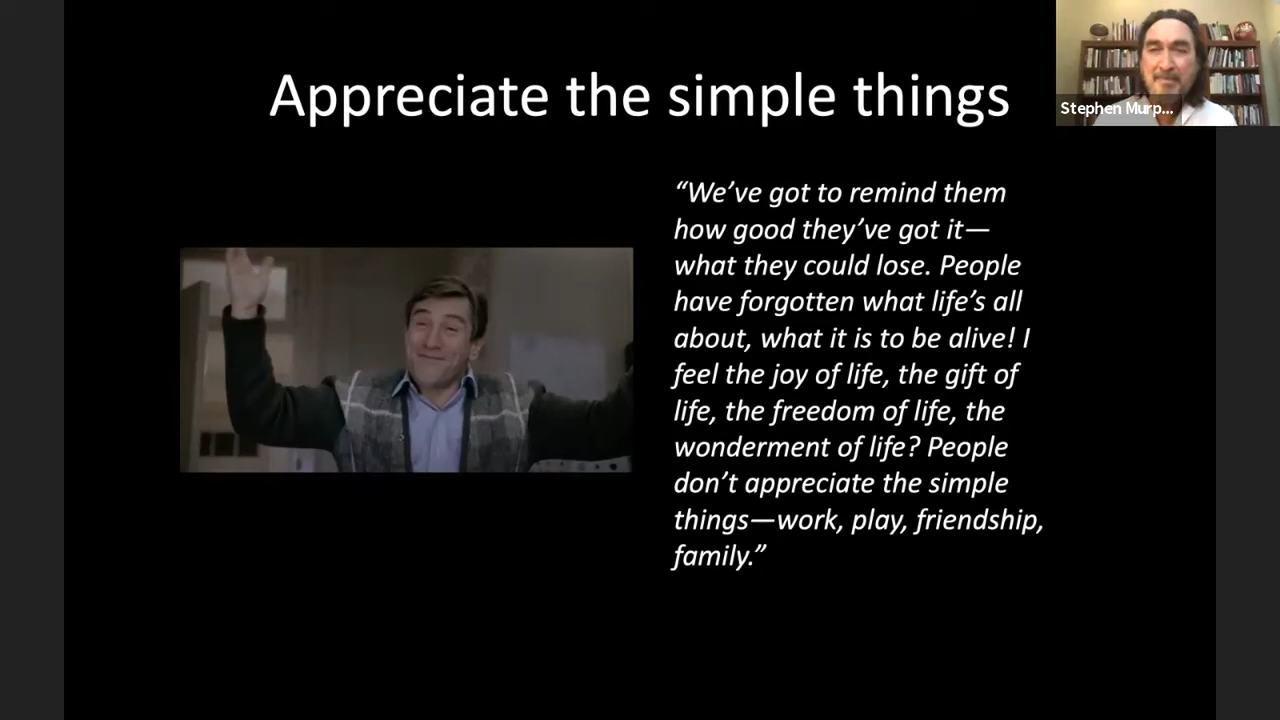 Appreciate the simple things
Stephen Murp...
“We’ve got to remind them
how good they’ve got it—
what they could lose. People
have forgotten what life’s all
about, what it is to be alive! I
feel the joy of life, the gift of
life, the freedom of life, the
wonderment of life? People
don’t appreciate the simple
things—work, play, friendship,
family.”